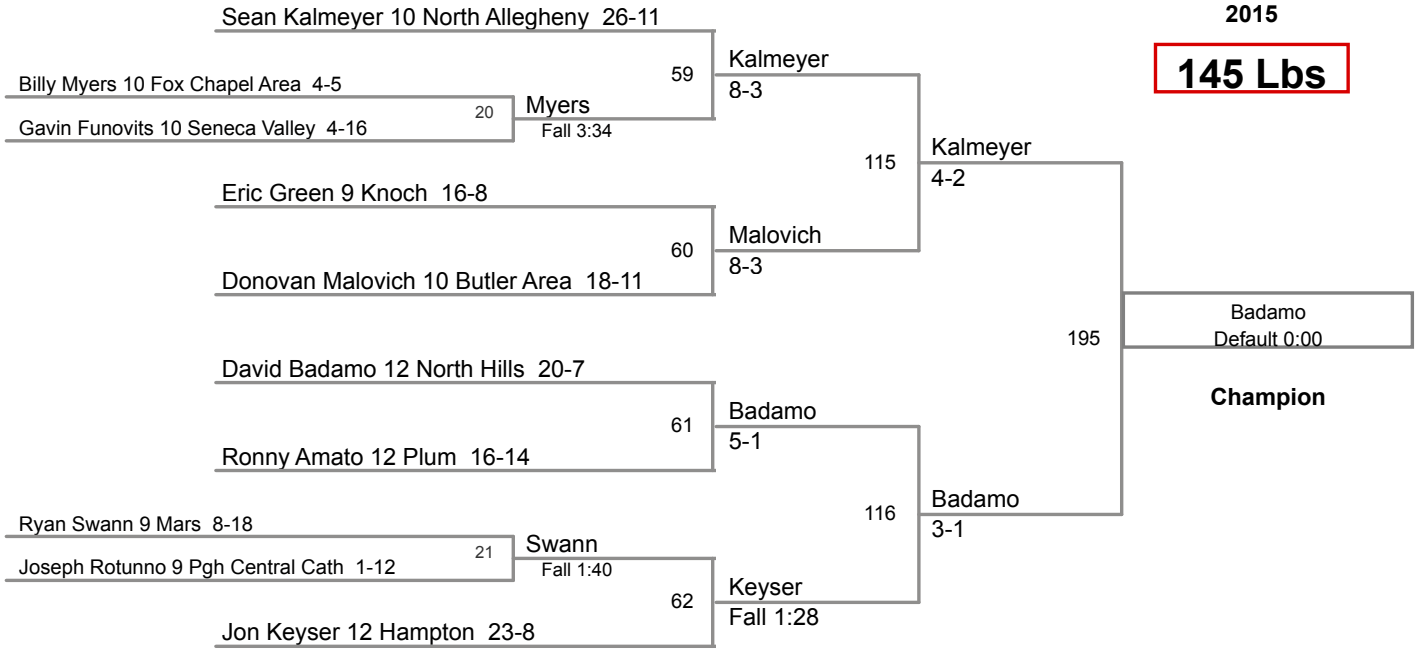 2015
145 Lbs
Sean Kalmeyer 10 North Allegheny 26-11
59
Kalmeyer
8-3
Billy Myers 10 Fox Chapel Area 4-5
20
Myers
Fall 3:34
Gavin Funovits 10 Seneca Valley 4-16
115
Kalmeyer
4-2
Eric Green 9 Knoch 16-8
60
Malovich
8-3
Donovan Malovich 10 Butler Area 18-11
195
Badamo
Default 0:00
Champion
David Badamo 12 North Hills 20-7
61
Badamo
5-1
Ronny Amato 12 Plum 16-14
116
Badamo
3-1
Ryan Swann 9 Mars 8-18
21
Swann
Fall 1:40
Joseph Rotunno 9 Pgh Central Cath 1-12
62
Keyser
Fall 1:28
Jon Keyser 12 Hampton 23-8